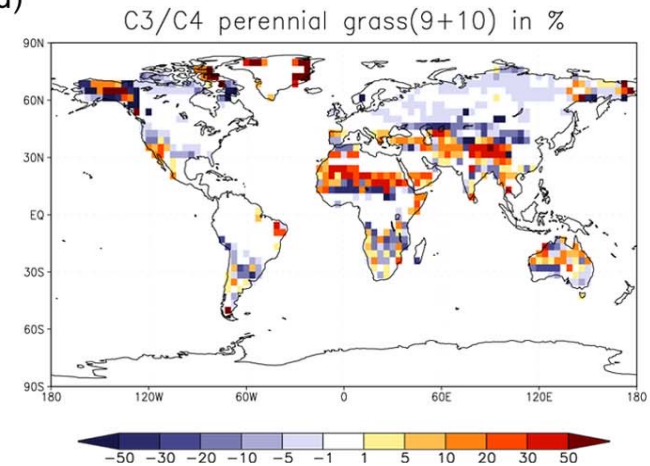 C3/C4 perennial grass(9+10) in %
90N
60N
30N
EQ
30S
60S
90S
180 120W 60W 0 60E 120E 180
−50 −30 −20 −10 −5 −1 1 5 10 20 30 50